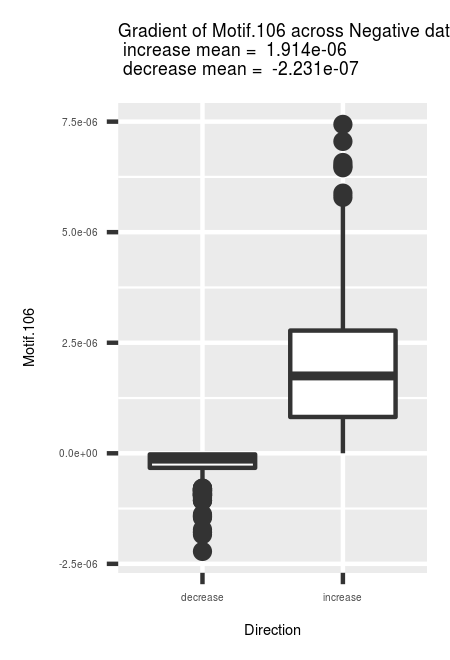 Gradient of Motif.106 across Negative dat
increase mean =  1.914e-06
decrease mean =  -2.231e-07
7.5e-06
5.0e-06
2.5e-06
0.0e+00
-2.5e-06
Motif.106
decrease
increase
Direction